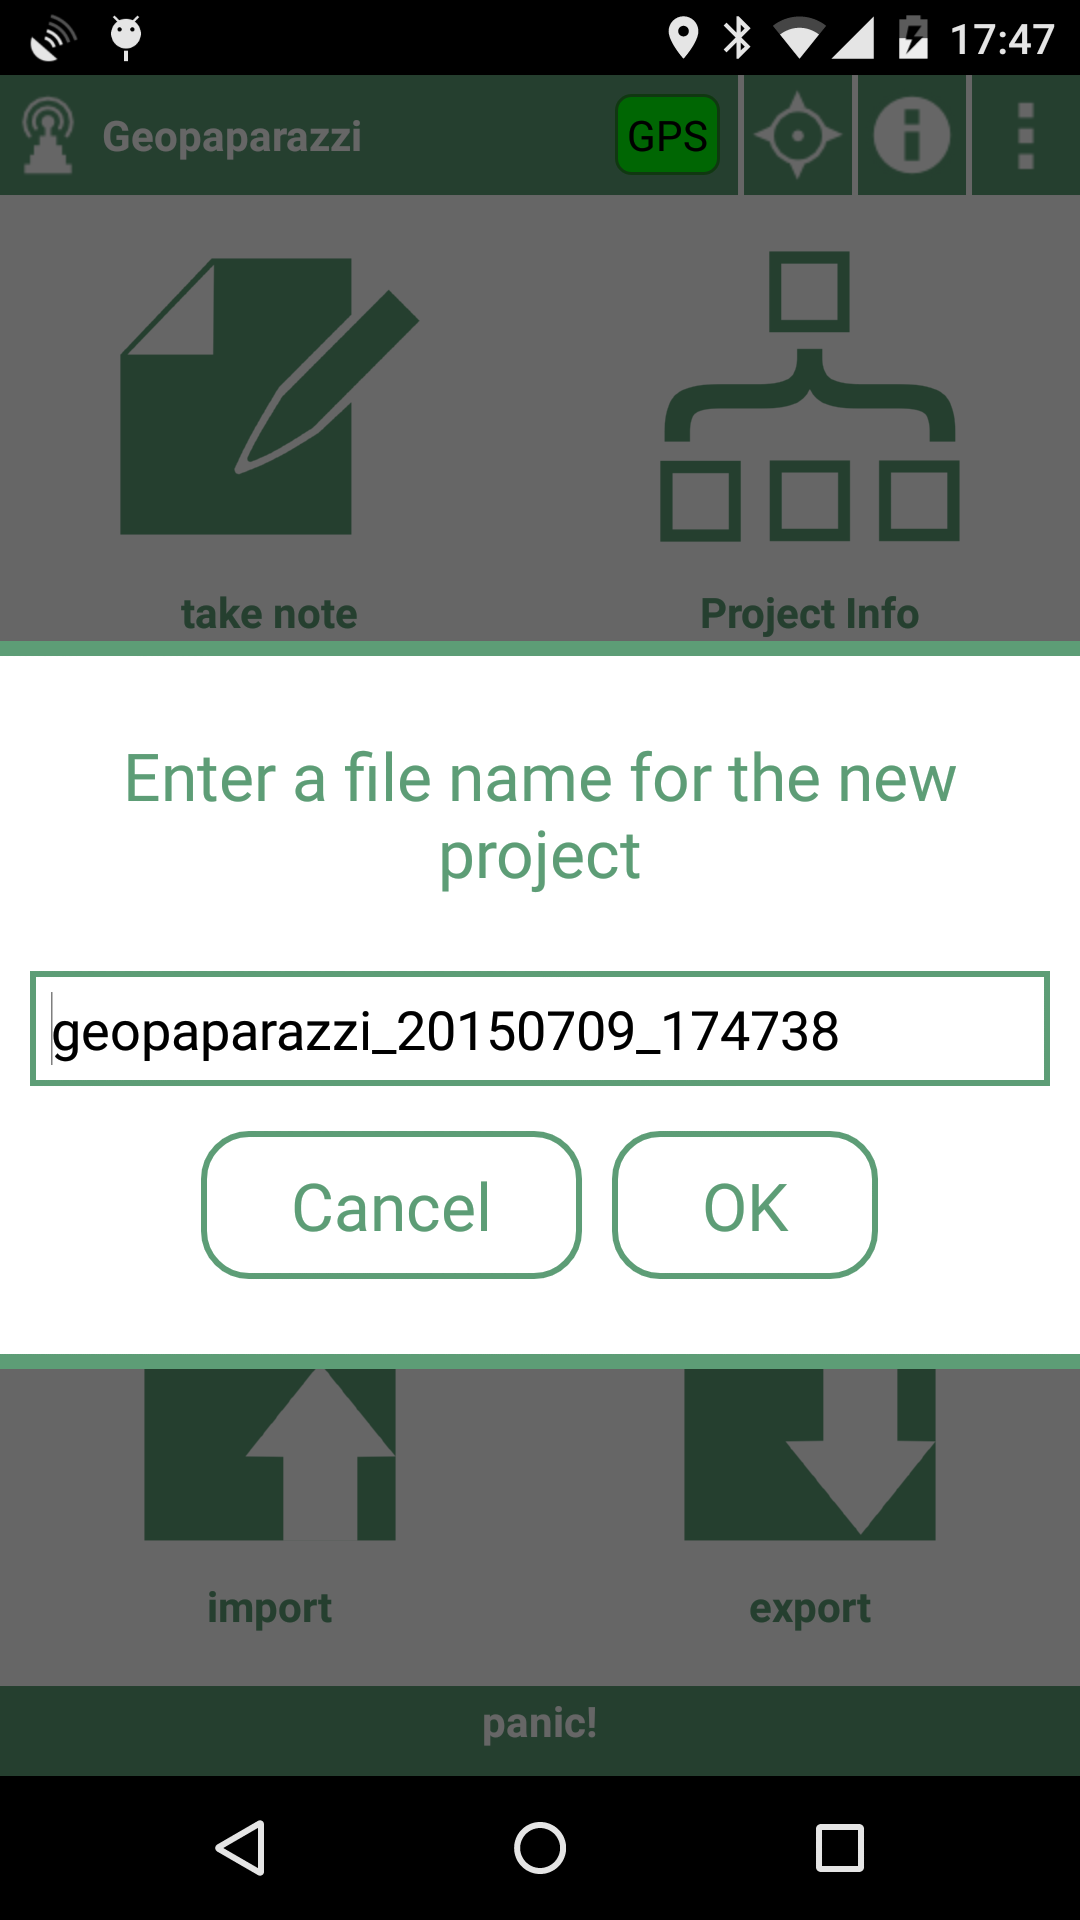 17:47
Geopaparazzi
GPS
take note
Project Info
Enter a file name for the new
project
geopaparazzi_20150709_174738
Cancel
OK
import
export
panic!